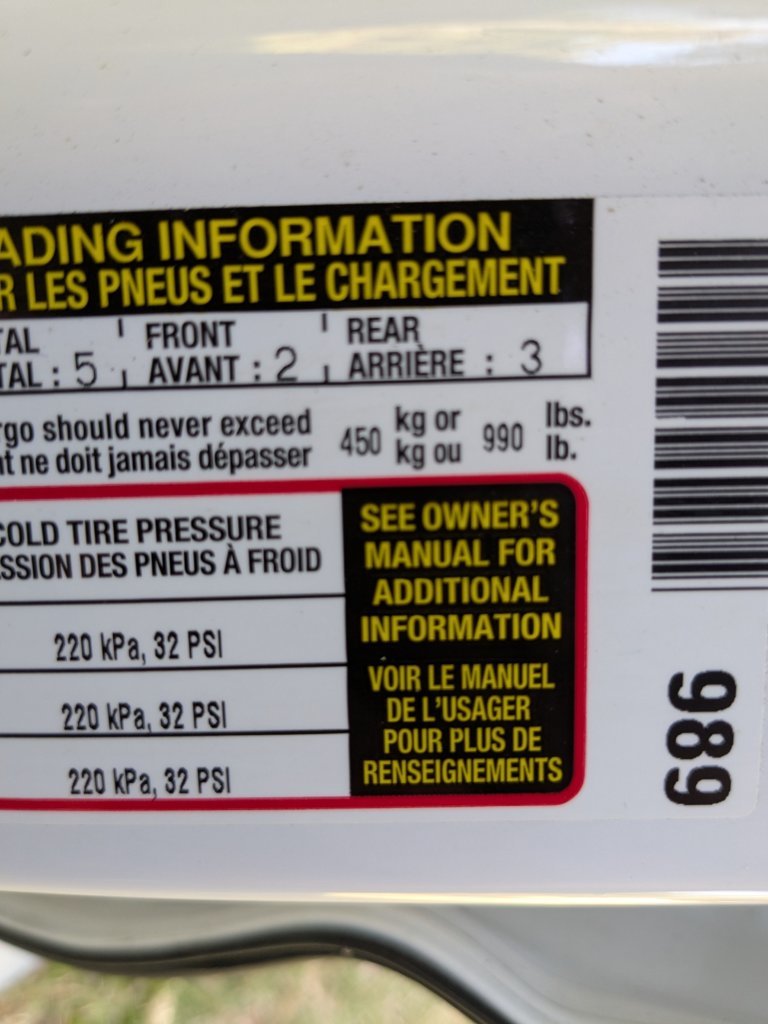 ADING INFORMATION
R LES PNEUS ET LE CHARGEMENT
TAL FRONT REAR
TAL : 5 AVANT : 2 ARRIÈRE : 3
rgo should never exceed 450 kg or 990 lbs.
nt ne doit jamais dépasser kg ou lb.
COLD TIRE PRESSURE
SSION DES PNEUS À FROID
220 kPa, 32 PSI
220 kPa, 32 PSI
220 kPa, 32 PSI
SEE OWNER'S
MANUAL FOR
ADDITIONAL
INFORMATION
VOIR LE MANUEL
DE L'USAGER
POUR PLUS DE
RENSEIGNEMENTS
989